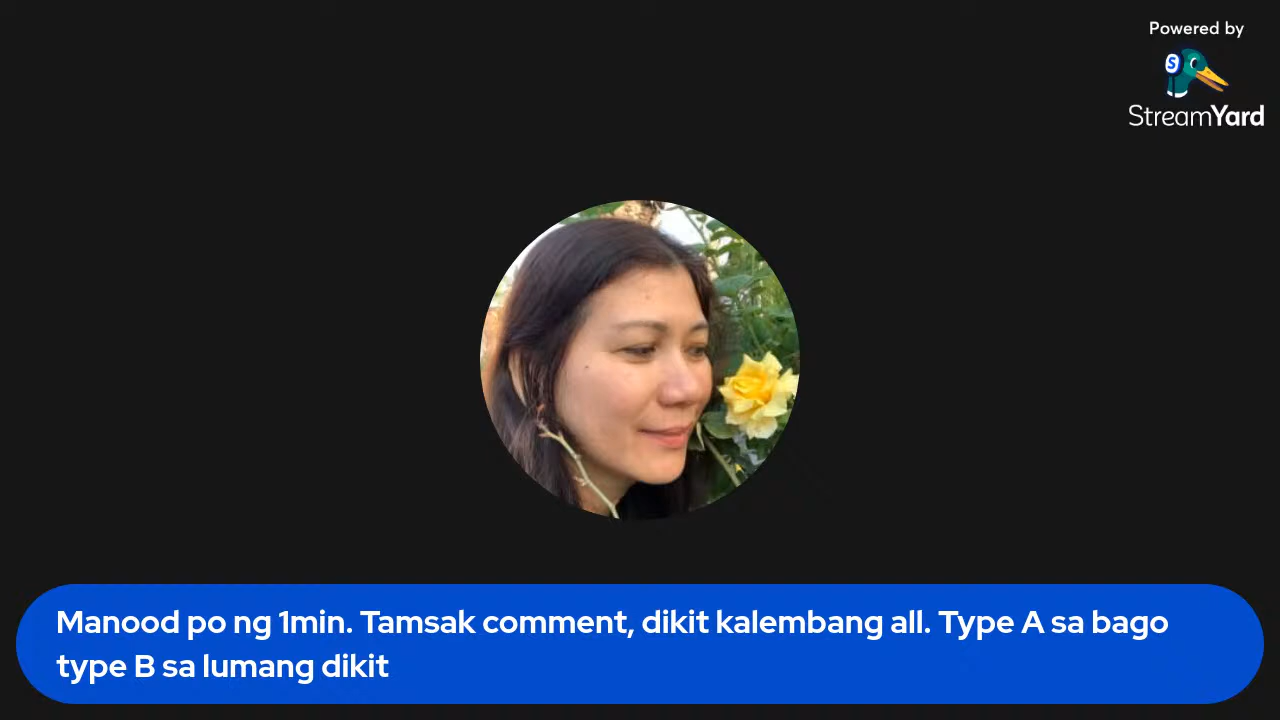 Powered by
S
StreamYard
Manood po ng 1min. Tamsak comment, dikit kalembang all. Type A sa bago
type B sa lumang dikit